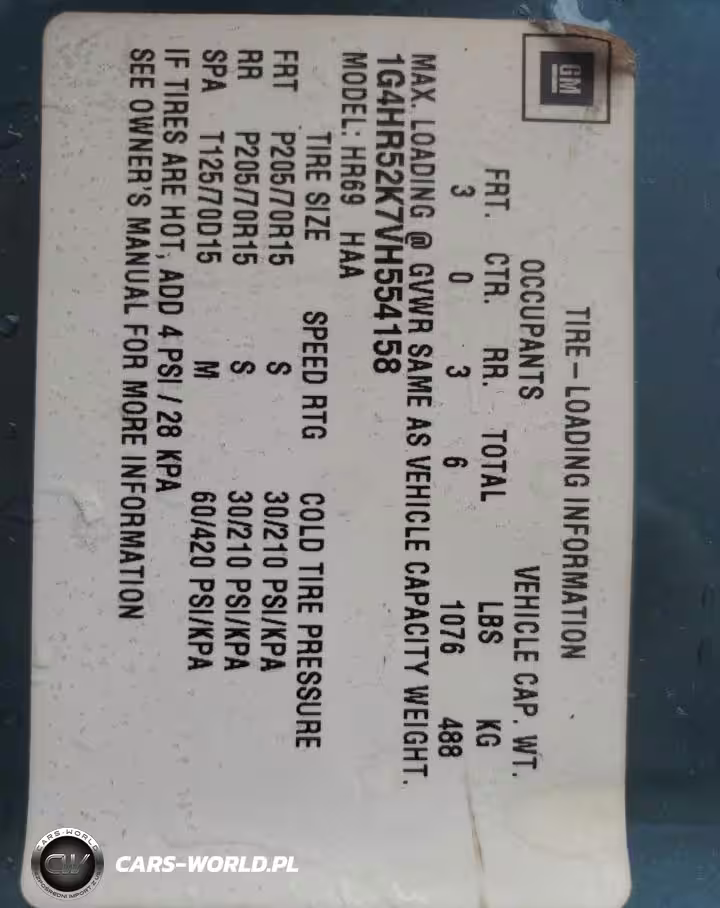 GM
TIRE-LOADING INFORMATION
OCCUPANTS VEHICLE CAP. WT.
FRT. CTR. RR. TOTAL LBS KG
3 0 3 6 1076 488
MAX. LOADING @ GVWR SAME AS VEHICLE CAPACITY WEIGHT.
1G4HR52K7VH554158
MODEL: HR69 HAA
TIRE SIZE SPEED RTG COLD TIRE PRESSURE
FRT P205/70R15 S 30/210 PSI/KPA
RR P205/70R15 S 30/210 PSI/KPA
SPA T125/70D15 M 60/420 PSI/KPA
IF TIRES ARE HOT, ADD 4 PSI / 28 KPA
SEE OWNER'S MANUAL FOR MORE INFORMATION
CARS-WORLD
CW
CARS-WORLD.PL